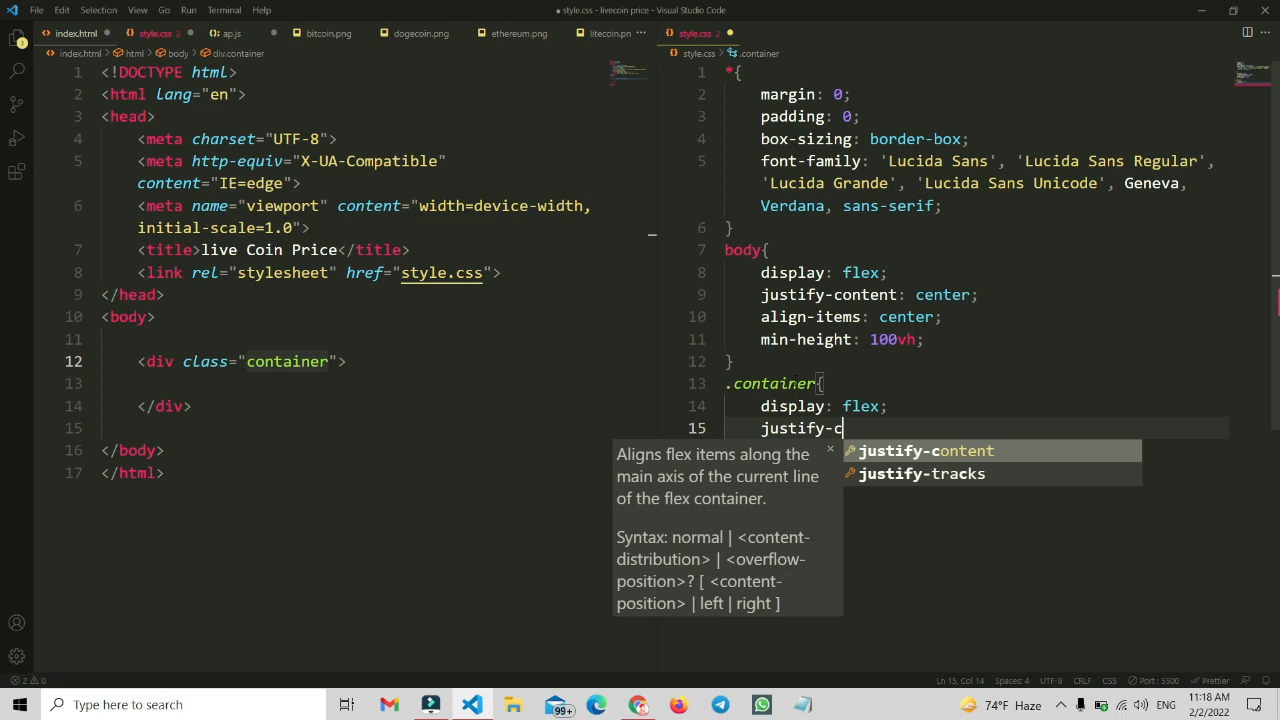 File Edit Selection View Go Run Terminal Help
● style.css - livecoin price - Visual Studio Code
index.html ● style.css 2 ● ap.js ● bitcoin.png dogecoin.png ethereum.png litecoin.pn ···
style.css 2 ●
index.html > html > body > div.container
style.css > .container
1 <!DOCTYPE html>
2 <html lang="en">
3 <head>
4 <meta charset="UTF-8">
5 <meta http-equiv="X-UA-Compatible"
content="IE=edge">
6 <meta name="viewport" content="width=device-width,
initial-scale=1.0">
7 <title>live Coin Price</title>
8 <link rel="stylesheet" href="style.css">
9 </head>
10 <body>
11
12 <div class="container">
13
14 </div>
15
16 </body>
17 </html>
1 *{
2 margin: 0;
3 padding: 0;
4 box-sizing: border-box;
5 font-family: 'Lucida Sans', 'Lucida Sans Regular',
'Lucida Grande', 'Lucida Sans Unicode', Geneva,
Verdana, sans-serif;
6 }
7 body{
8 display: flex;
9 justify-content: center;
10 align-items: center;
11 min-height: 100vh;
12 }
13 .container{
14 display: flex;
15 justify-c
justify-content
justify-tracks
Aligns flex items along the ×
main axis of the current line
of the flex container.
Syntax: normal | <content-
distribution> | <overflow-
position>? [ <content-
position> | left | right ]
1
2 0
Ln 15, Col 14 Spaces: 4 UTF-8 CRLF CSS Port : 5500 Prettier
Type here to search
99+
74°F Haze
11:18 AM
2/2/2022